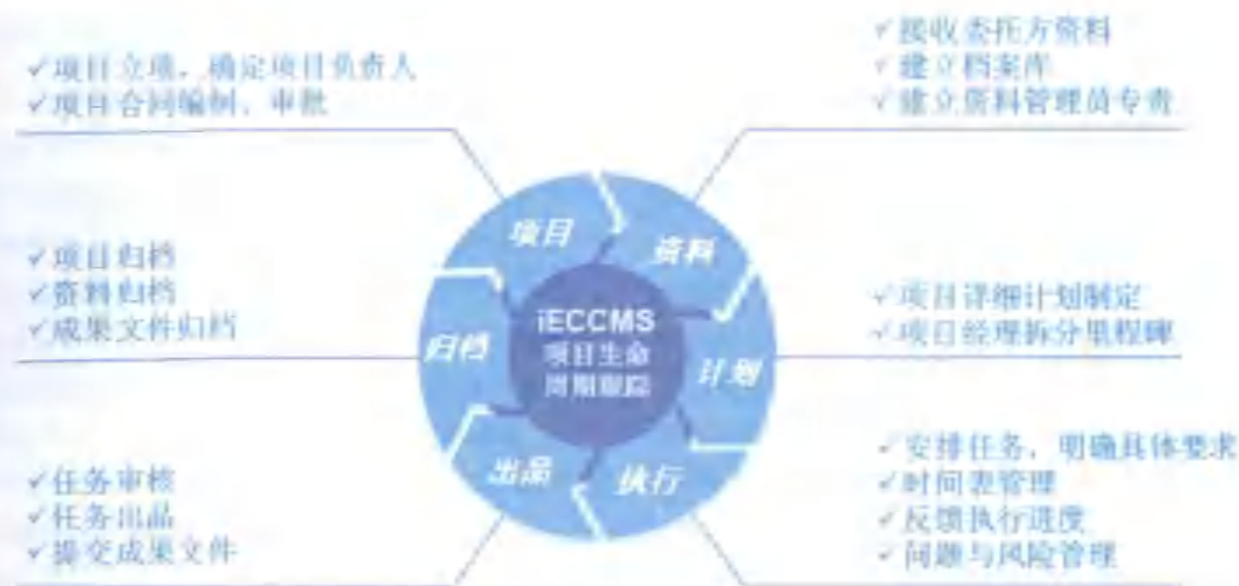 ✓项目立项，确定项目负责人
✓项目合同编制、审批
✓接收委托方资料
✓建立档案库
✓建立资料管理员专责
项目
资料
✓项目归档
✓资料归档
✓成果文件归档
归档
iECCMS
项目生命
周期跟踪
计划
✓项目详细计划制定
✓项目经理拆分里程碑
出品
执行
✓任务审核
✓任务出品
✓提交成果文件
✓安排任务，明确具体要求
✓时间表管理
✓反馈执行进度
✓问题与风险管理